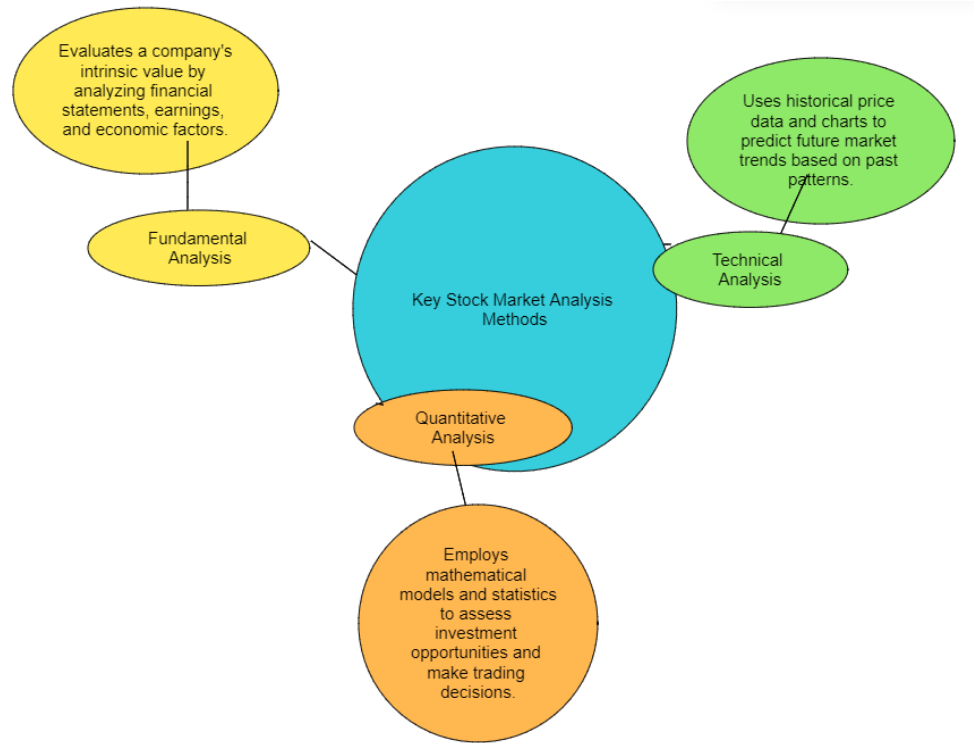 Evaluates a company's
intrinsic value by
analyzing financial
statements, earnings,
and economic factors.
Uses historical price
data and charts to
predict future market
trends based on past
patterns.
Fundamental
Analysis
Technical
Analysis
Key Stock Market Analysis
Methods
Quantitative
Analysis
Employs
mathematical
models and statistics
to assess
investment
opportunities and
make trading
decisions.